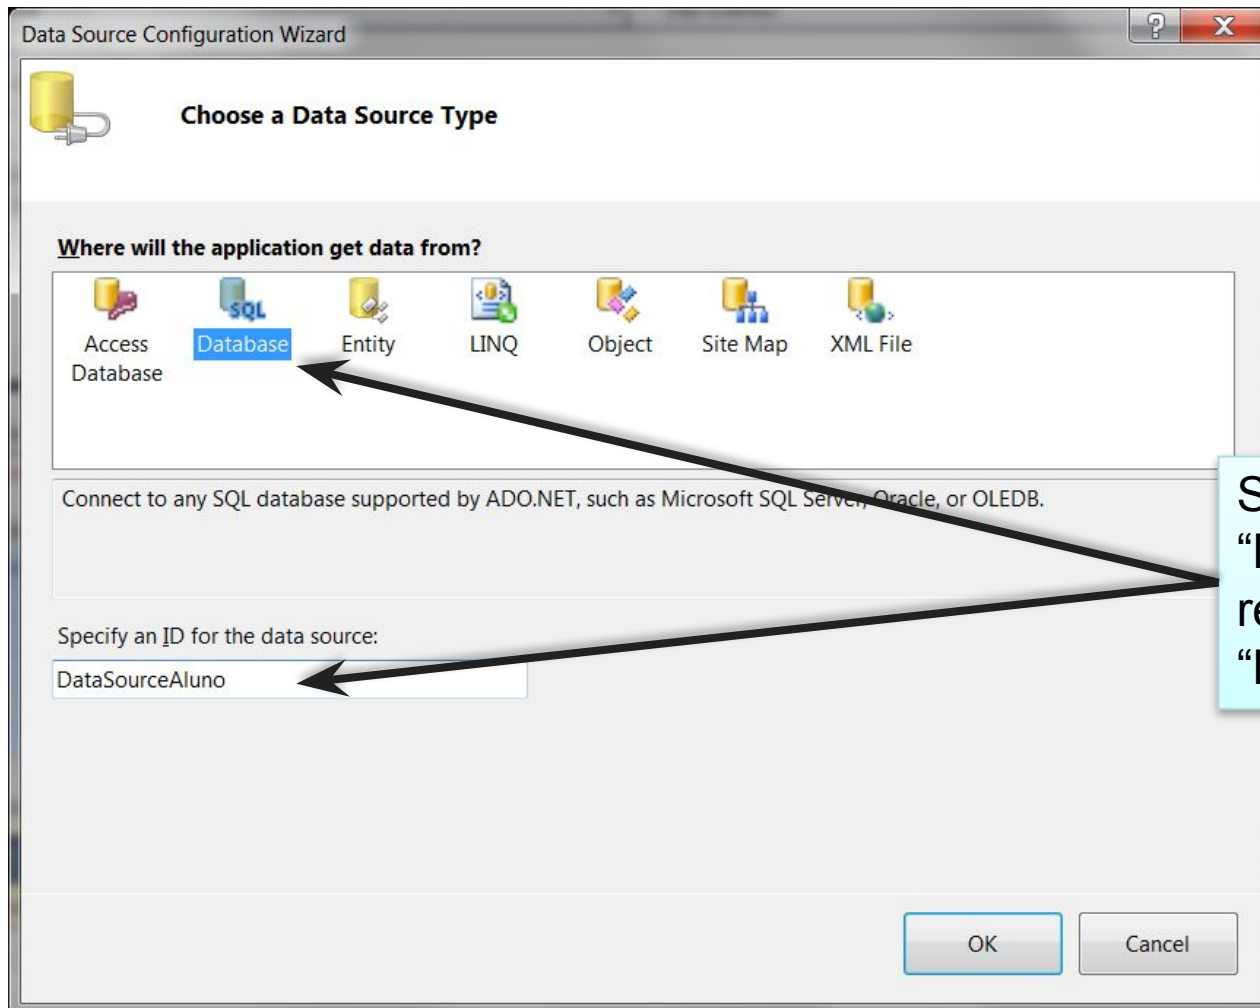 Data Source Configuration Wizard
Choose a Data Source Type
Where will the application get data from?
Access Database
Database
Entity
LINQ
Object
Site Map
XML File
Connect to any SQL database supported by ADO.NET, such as Microsoft SQL Server, Oracle, or OLEDB.
Specify an ID for the data source:
DataSourceAluno
OK
Cancel